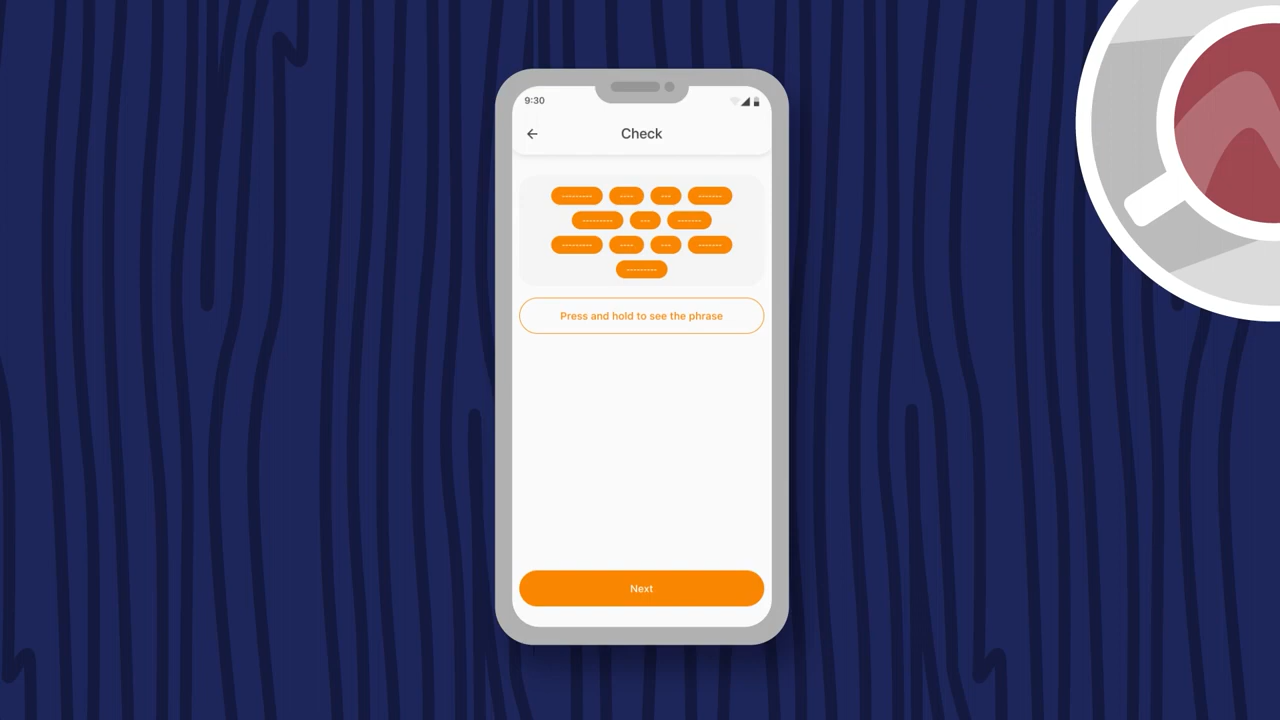 9:30
Check
--------- ---- --- -------
--------- --- -------
--------- ---- --- -------
---------
Press and hold to see the phrase
Next